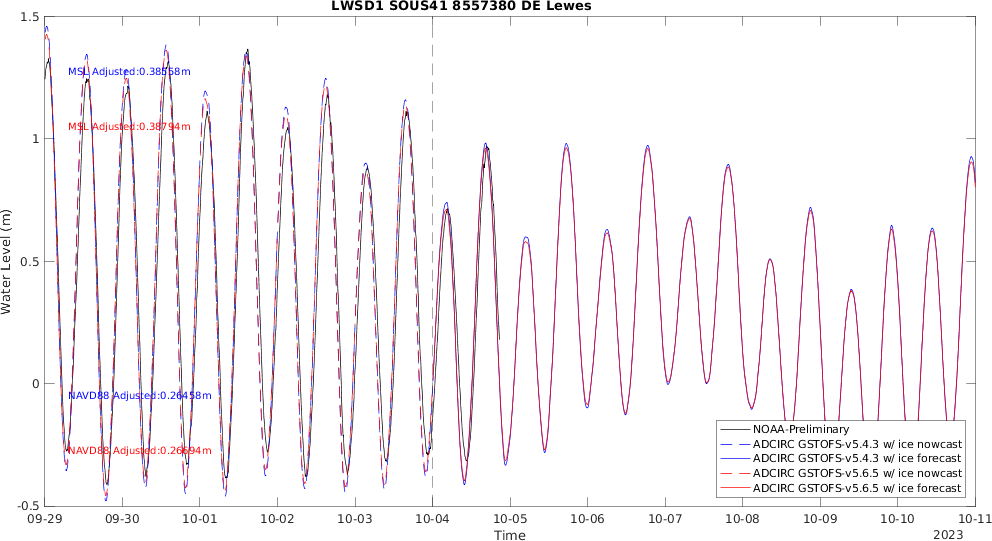 LWSD1 SOUS41 8557380 DE Lewes
1.5
1
0.5
0
-0.5
Water Level (m)
MSL Adjusted:0.38558m
MSL Adjusted:0.38794m
NAVD88 Adjusted:0.26458m
NAVD88 Adjusted:0.26694m
NOAA-Preliminary
ADCIRC GSTOFS-v5.4.3 w/ ice nowcast
ADCIRC GSTOFS-v5.4.3 w/ ice forecast
ADCIRC GSTOFS-v5.6.5 w/ ice nowcast
ADCIRC GSTOFS-v5.6.5 w/ ice forecast
09-29 09-30 10-01 10-02 10-03 10-04 10-05 10-06 10-07 10-08 10-09 10-10 10-11
Time
2023